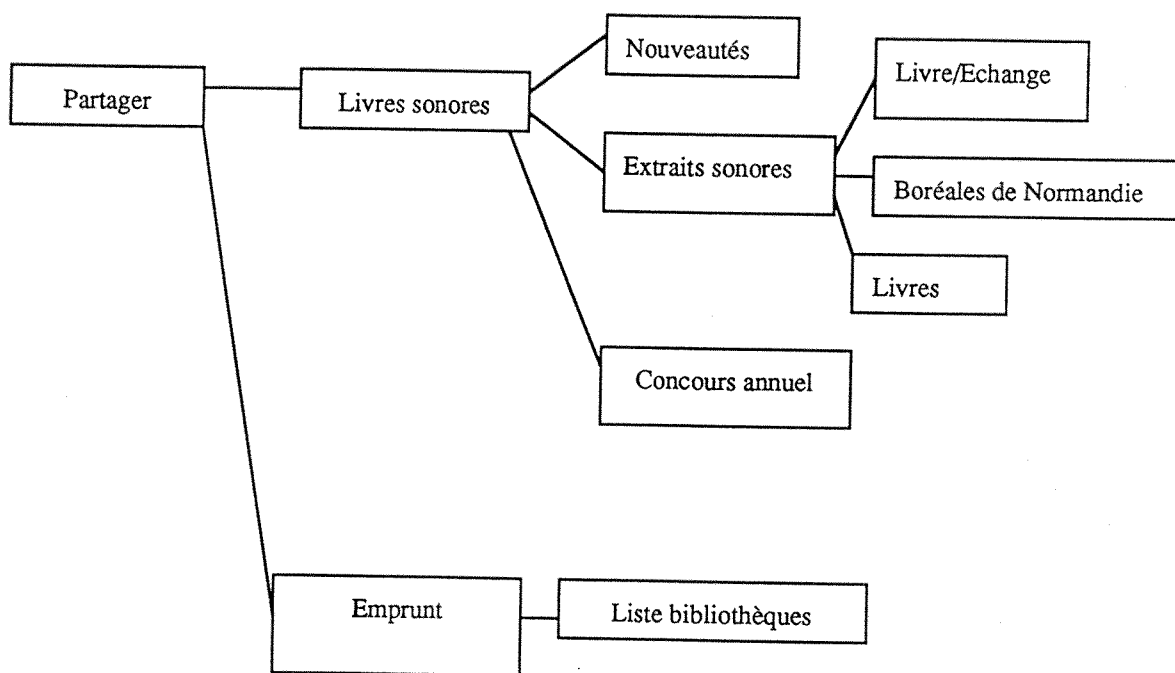 Partager
Livres sonores
Nouveautés
Extraits sonores
Livre/Echange
Boréales de Normandie
Livres
Concours annuel
Emprunt
Liste bibliothèques